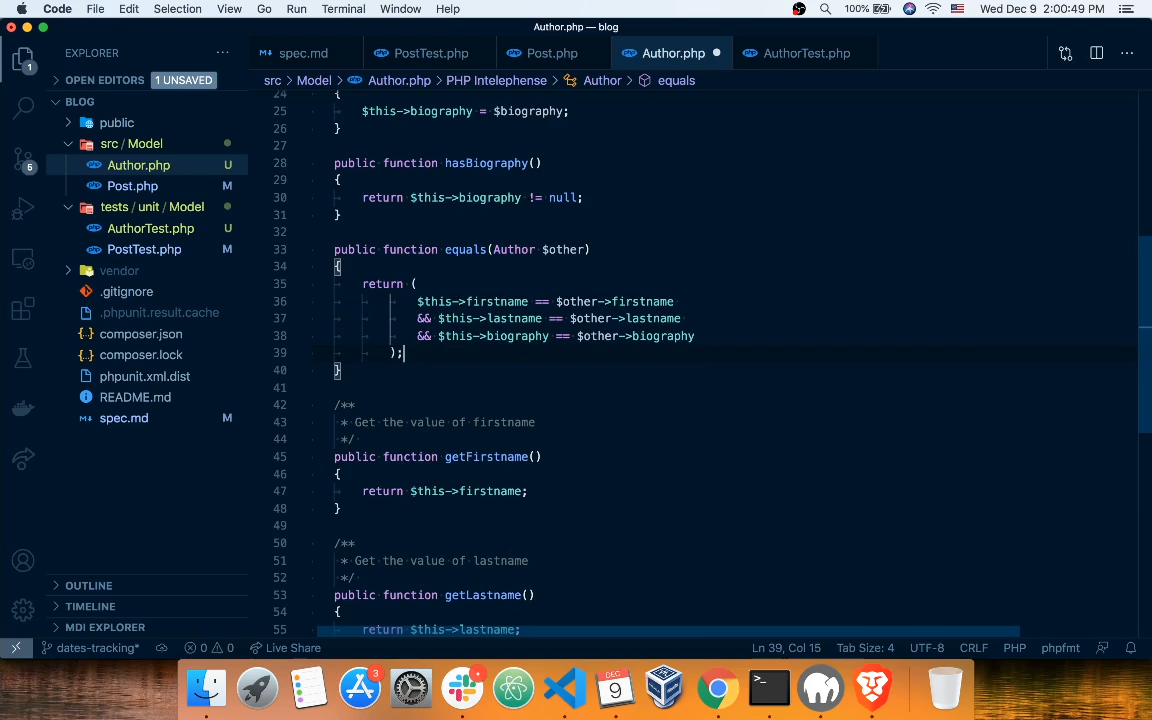 Code File Edit Selection View Go Run Terminal Window Help 100% Wed Dec 9 2:00:49 PM
Author.php — blog
EXPLORER ···
spec.md PostTest.php Post.php Author.php AuthorTest.php ···
OPEN EDITORS 1 UNSAVED
src > Model > Author.php > PHP Intelephense > Author > equals
BLOG
public
src / Model
Author.php U
Post.php M
tests / unit / Model
AuthorTest.php U
PostTest.php M
vendor
.gitignore
.phpunit.result.cache
composer.json
composer.lock
phpunit.xml.dist
README.md
spec.md M
OUTLINE
TIMELINE
MDI EXPLORER
1
6
24 {
25 $this->biography = $biography;
26 }
27
28 public function hasBiography()
29 {
30 return $this->biography != null;
31 }
32
33 public function equals(Author $other)
34 {
35 return (
36 $this->firstname == $other->firstname
37 && $this->lastname == $other->lastname
38 && $this->biography == $other->biography
39 );
40 }
41
42 /**
43 * Get the value of firstname
44 */
45 public function getFirstname()
46 {
47 return $this->firstname;
48 }
49
50 /**
51 * Get the value of lastname
52 */
53 public function getLastname()
54 {
55 return $this->lastname;
dates-tracking* 0 0 Live Share Ln 39, Col 15 Tab Size: 4 UTF-8 CRLF PHP phpfmt
3
DEC
9
>_